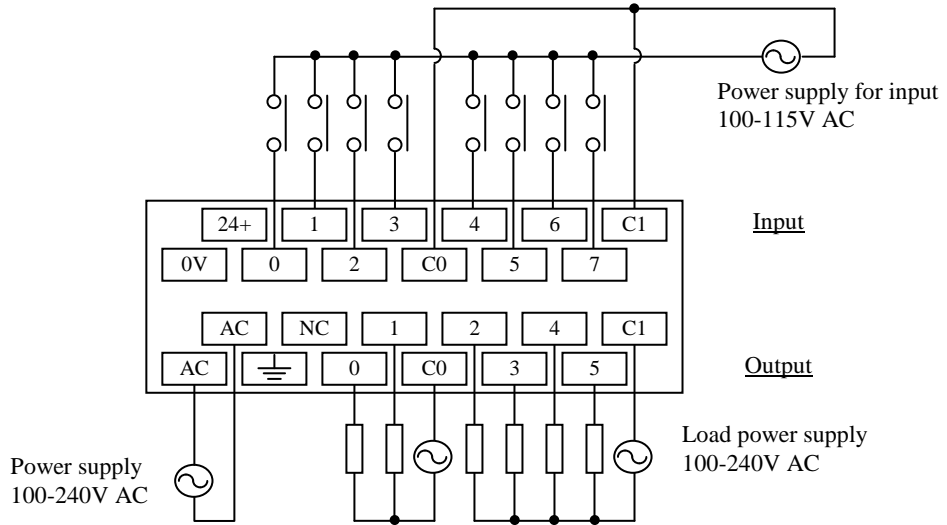 Power supply for input
100-115V AC
24+ 1 3 4 6 C1
Input
0V 0 2 C0 5 7
AC NC 1 2 4 C1
AC 0 C0 3 5
Output
Load power supply
100-240V AC
Power supply
100-240V AC